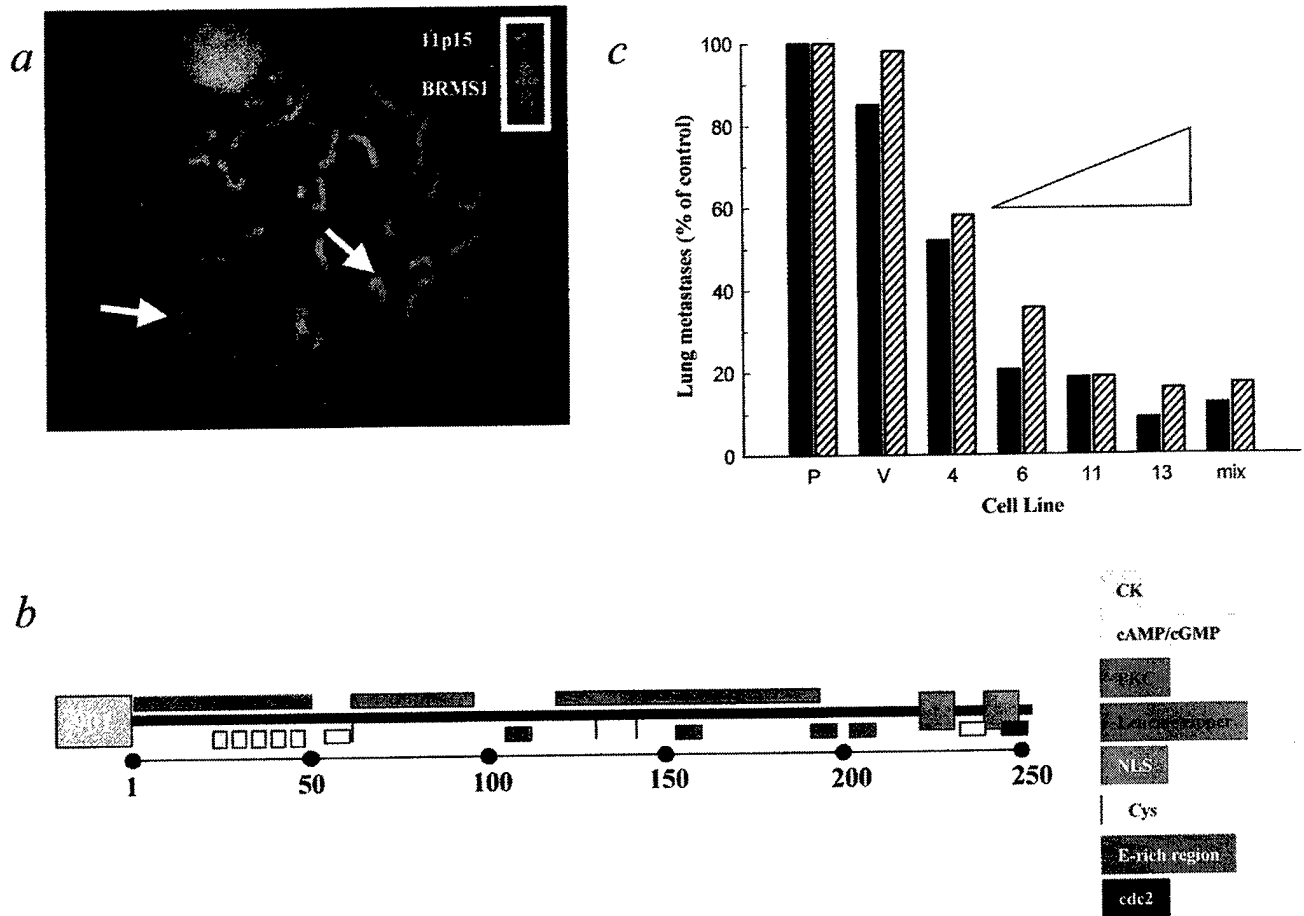 a
11p15
BRMS1
c
100
80
60
40
20
0
Lung metastases (% of control)
P V 4 6 11 13 mix
Cell Line
b
1 50 100 150 200 250
CK
cAMP/cGMP
PKC
Leucine zipper
NLS
Cys
E-rich region
cdc2